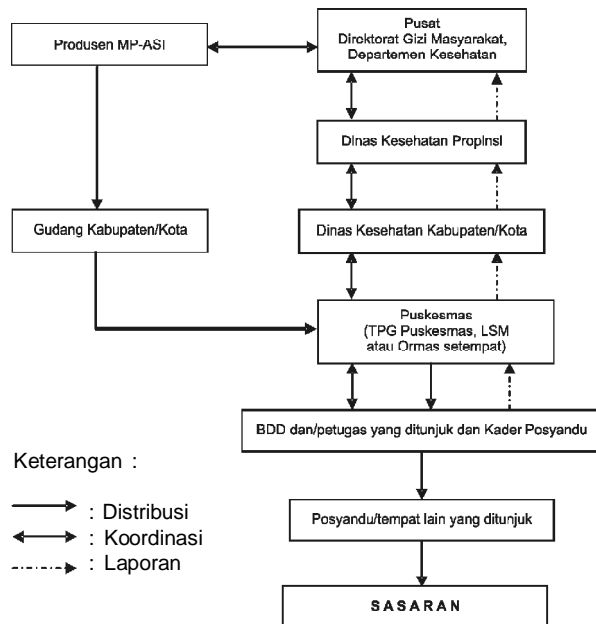 Produsen MP-ASI
Pusat
Direktorat Gizi Masyarakat,
Departemen Kesehatan
Dinas Kesehatan Propinsi
Gudang Kabupaten/Kota
Dinas Kesehatan Kabupaten/Kota
Puskesmas
(TPG Puskesmas, LSM
atau Ormas setempat)
BDD dan/petugas yang ditunjuk dan Kader Posyandu
Posyandu/tempat lain yang ditunjuk
SASARAN
Keterangan :
: Distribusi
: Koordinasi
: Laporan